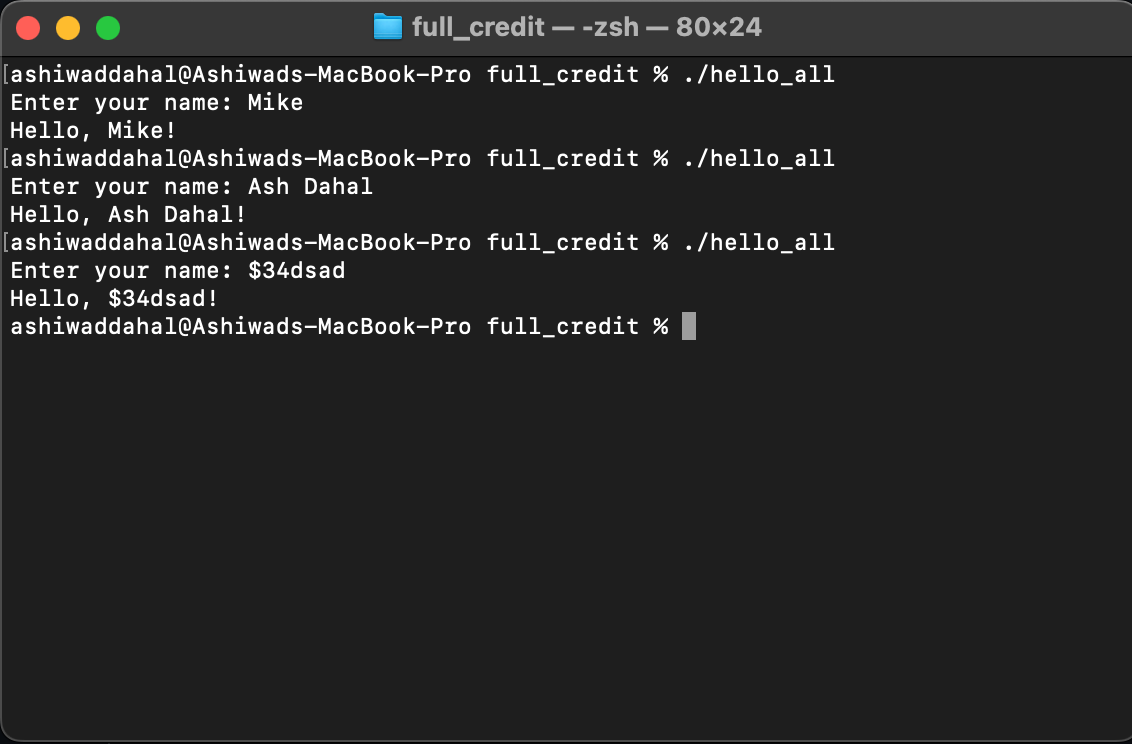 full_credit — -zsh — 80×24
[ashiwaddahal@Ashiwads-MacBook-Pro full_credit % ./hello_all
Enter your name: Mike
Hello, Mike!
[ashiwaddahal@Ashiwads-MacBook-Pro full_credit % ./hello_all
Enter your name: Ash Dahal
Hello, Ash Dahal!
[ashiwaddahal@Ashiwads-MacBook-Pro full_credit % ./hello_all
Enter your name: $34dsad
Hello, $34dsad!
ashiwaddahal@Ashiwads-MacBook-Pro full_credit %